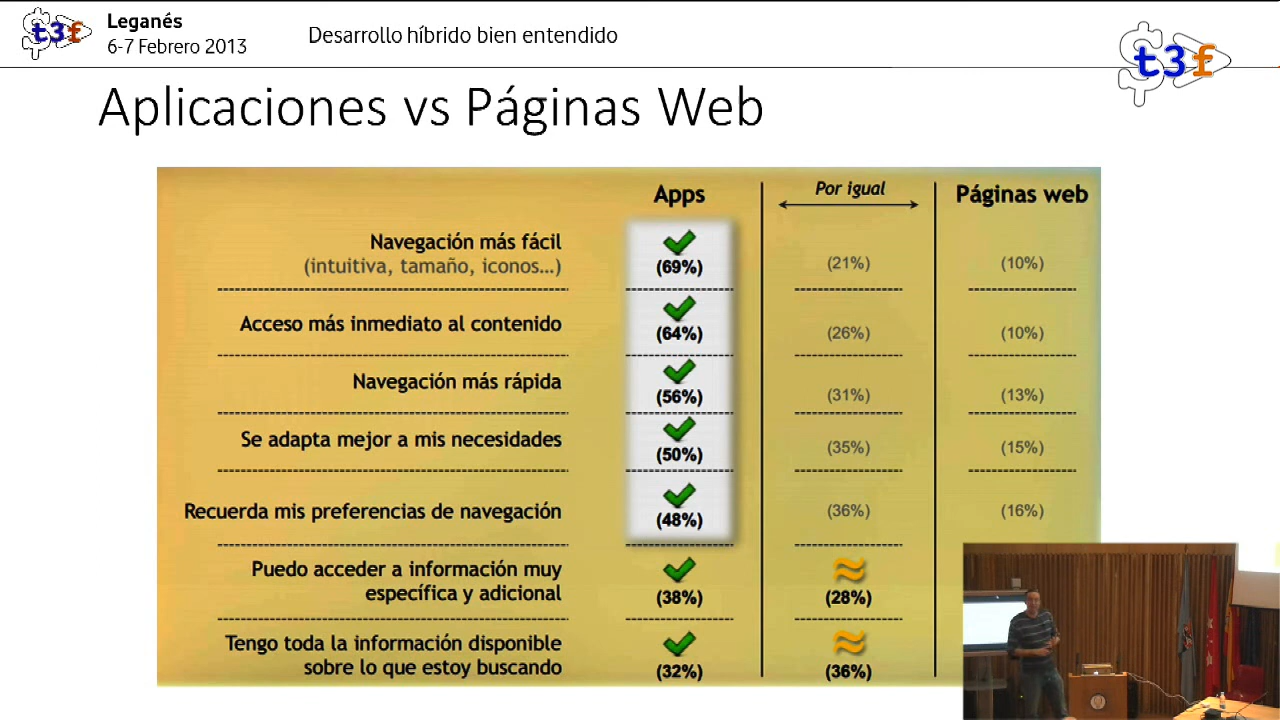 t3f
Leganés
6-7 Febrero 2013
Desarrollo híbrido bien entendido
t3f
Aplicaciones vs Páginas Web
Apps
Por igual
Páginas web
Navegación más fácil
(intuitiva, tamaño, iconos...)
(69%)
(21%)
(10%)
Acceso más inmediato al contenido
(64%)
(26%)
(10%)
Navegación más rápida
(56%)
(31%)
(13%)
Se adapta mejor a mis necesidades
(50%)
(35%)
(15%)
Recuerda mis preferencias de navegación
(48%)
(36%)
(16%)
Puedo acceder a información muy
específica y adicional
(38%)
(28%)
Tengo toda la información disponible
sobre lo que estoy buscando
(32%)
(36%)